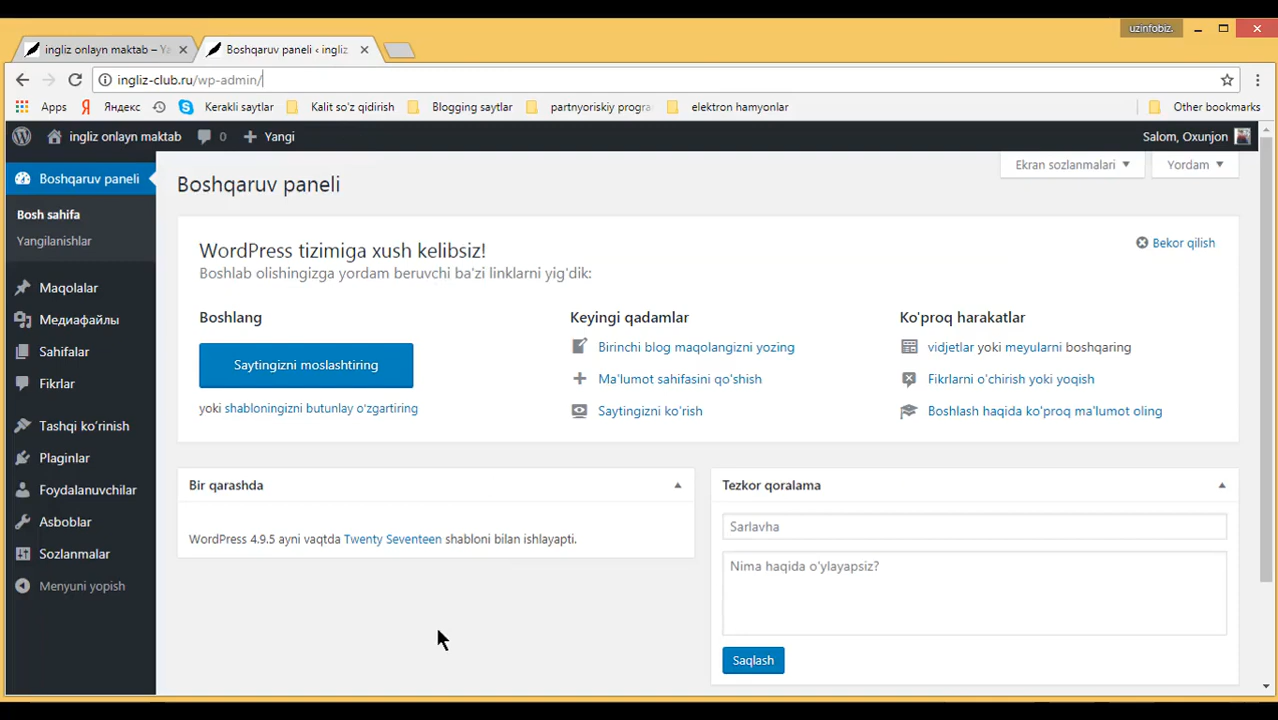 uzinfobiz.
ingliz onlayn maktab – Ya
Boshqaruv paneli ‹ ingliz
ingliz-club.ru/wp-admin/
Apps Яндекс Kerakli saytlar Kalit so'z qidirish Blogging saytlar partnyoriskiy progra elektron hamyonlar Other bookmarks
ingliz onlayn maktab 0 Yangi Salom, Oxunjon
Boshqaruv paneli
Bosh sahifa
Yangilanishlar
Maqolalar
Медиафайлы
Sahifalar
Fikrlar
Tashqi ko‘rinish
Plaginlar
Foydalanuvchilar
Asboblar
Sozlanmalar
Menyuni yopish
Ekran sozlanmalari Yordam
Boshqaruv paneli
WordPress tizimiga xush kelibsiz!
Bekor qilish
Boshlab olishingizga yordam beruvchi ba'zi linklarni yig'dik:
Boshlang
Saytingizni moslashtiring
yoki shabloningizni butunlay o'zgartiring
Keyingi qadamlar
Birinchi blog maqolangizni yozing
Ma'lumot sahifasini qo'shish
Saytingizni ko'rish
Ko'proq harakatlar
vidjetlar yoki meyularni boshqaring
Fikrlarni o'chirish yoki yoqish
Boshlash haqida ko'proq ma'lumot oling
Bir qarashda
WordPress 4.9.5 ayni vaqtda Twenty Seventeen shabloni bilan ishlayapti.
Tezkor qoralama
Sarlavha
Nima haqida o'ylayapsiz?
Saqlash